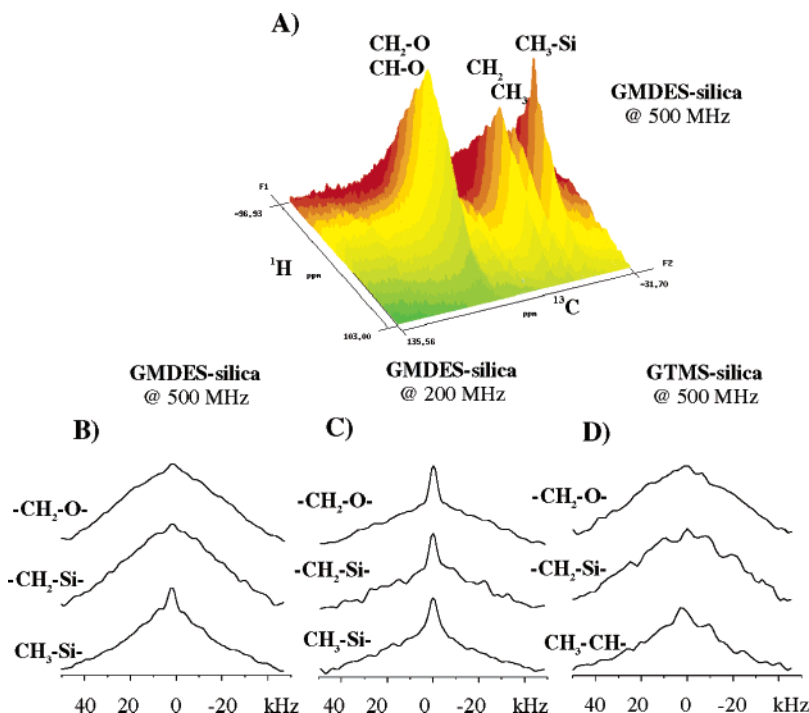 A)
CH2-O
CH-O
CH2
CH3
CH3-Si
GMDES-silica
@ 500 MHz
F1
-96,93
1H
ppm
103,00
135,56
ppm
13C
F2
-31,70
GMDES-silica
@ 500 MHz
GMDES-silica
@ 200 MHz
GTMS-silica
@ 500 MHz
B)
C)
D)
-CH2-O-
-CH2-Si-
CH3-Si-
-CH2-O-
-CH2-Si-
CH3-Si-
-CH2-O-
-CH2-Si-
CH3-CH-
40 20 0 -20 kHz
40 20 0 -20 kHz
40 20 0 -20 kHz